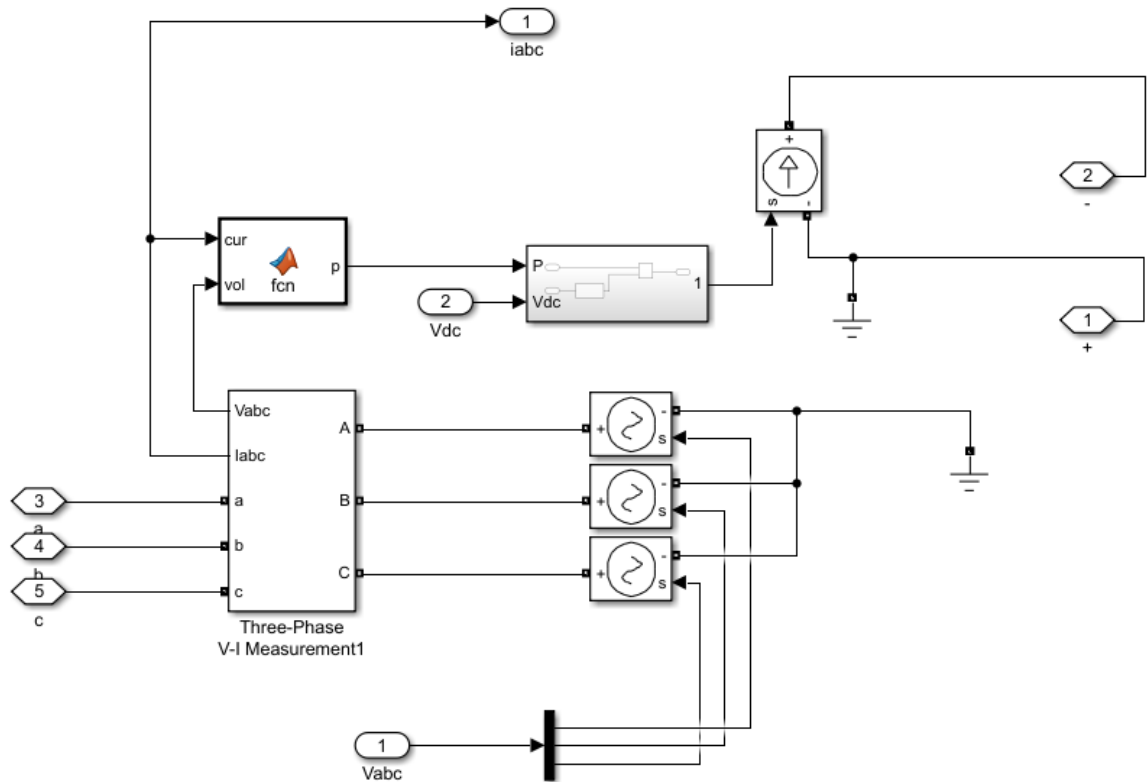 1
iabc
+
s
-
2
-
cur
vol
fcn
p
P
Vdc
1
2
Vdc
1
+
Vabc
Iabc
a
b
c
A
B
C
3
a
4
b
5
c
+
-
s
+
-
s
+
-
s
Three-Phase
V-I Measurement1
1
Vabc